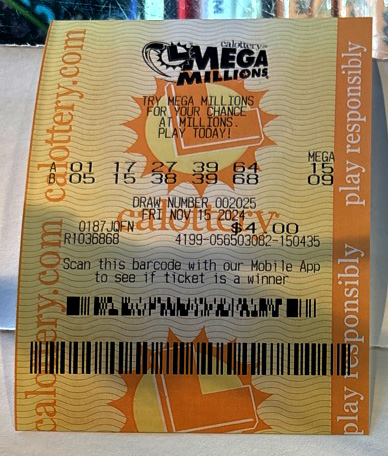 calottery
MEGA
MILLIONS
TRY MEGA MILLIONS
FOR YOUR CHANCE
AT MILLIONS.
PLAY TODAY!
MEGA
A 01 17 27 39 64 15
B 05 15 38 39 68 09
DRAW NUMBER 002025
FRI NOV 15 2024
0187JQFN $4.00
R1036868 4199-056503082-150435
Scan this barcode with our Mobile App
to see if ticket is a winner
calottery
calottery.com
calottery.com
calottery.com
play responsibly
play responsibly